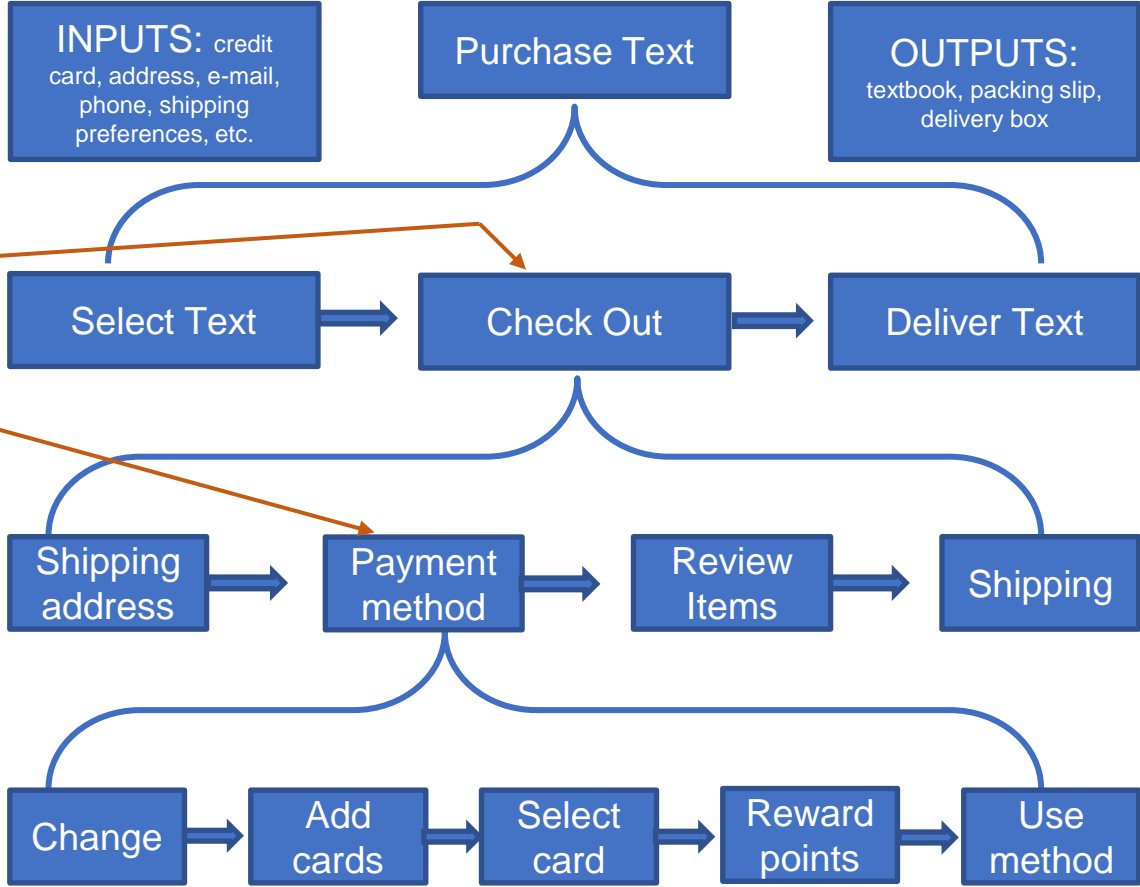 INPUTS: credit
card, address, e-mail,
phone, shipping
preferences, etc.
Purchase Text
OUTPUTS:
textbook, packing slip,
delivery box
Select Text
Check Out
Deliver Text
Shipping
address
Payment
method
Review
Items
Shipping
Change
Add
cards
Select
card
Reward
points
Use
method